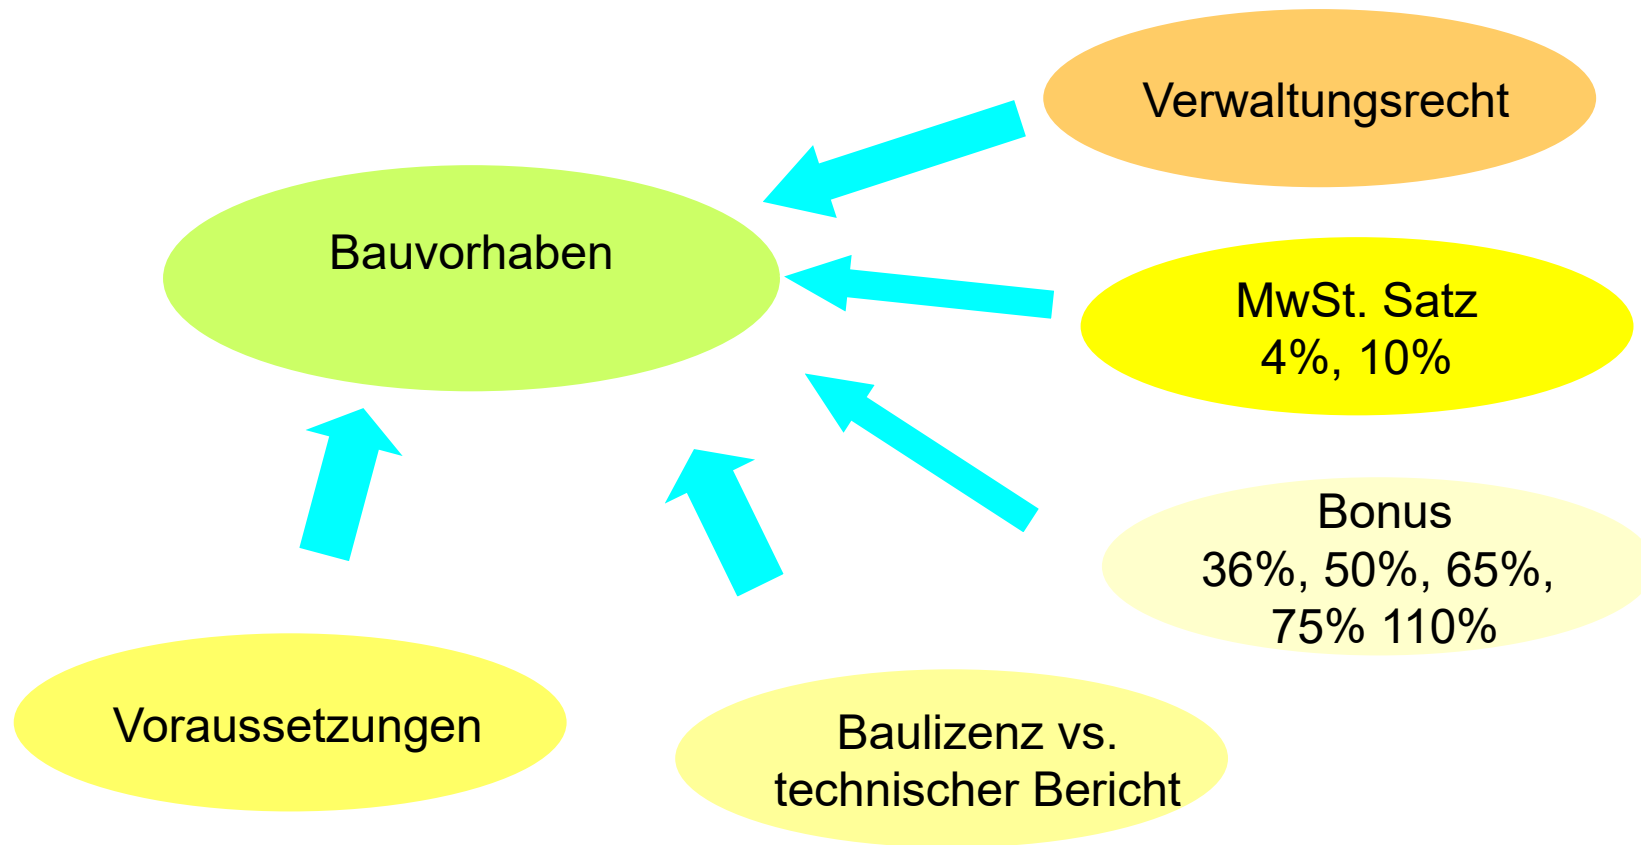 Verwaltungsrecht
Bauvorhaben
MwSt. Satz
4%, 10%
Bonus
36%, 50%, 65%,
75% 110%
Voraussetzungen
Baulizenz vs.
technischer Bericht